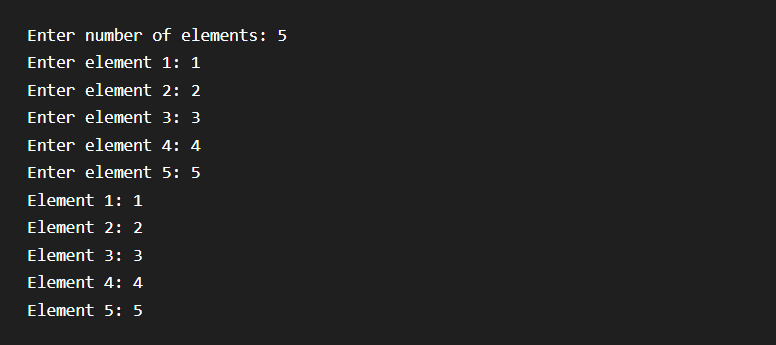 Enter number of elements: 5
Enter element 1: 1
Enter element 2: 2
Enter element 3: 3
Enter element 4: 4
Enter element 5: 5
Element 1: 1
Element 2: 2
Element 3: 3
Element 4: 4
Element 5: 5